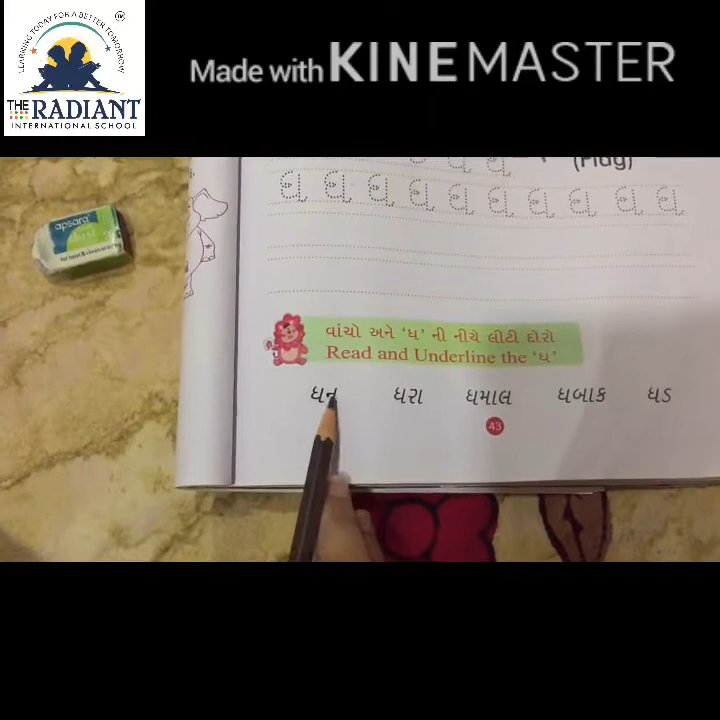 LEARNING TODAY FOR A BETTER TOMORROW
THE RADIANT
INTERNATIONAL SCHOOL
Made with KINEMASTER
apsara
(Flag)
ધ ધ ધ ધ ધ ધ ધ ધ ધ ધ
વાંચો અને ‘ધ’ ની નીચે લીટી દોરો
Read and Underline the ‘ધ’
ધન ધરા ધમાલ ધબાક ધડ
43